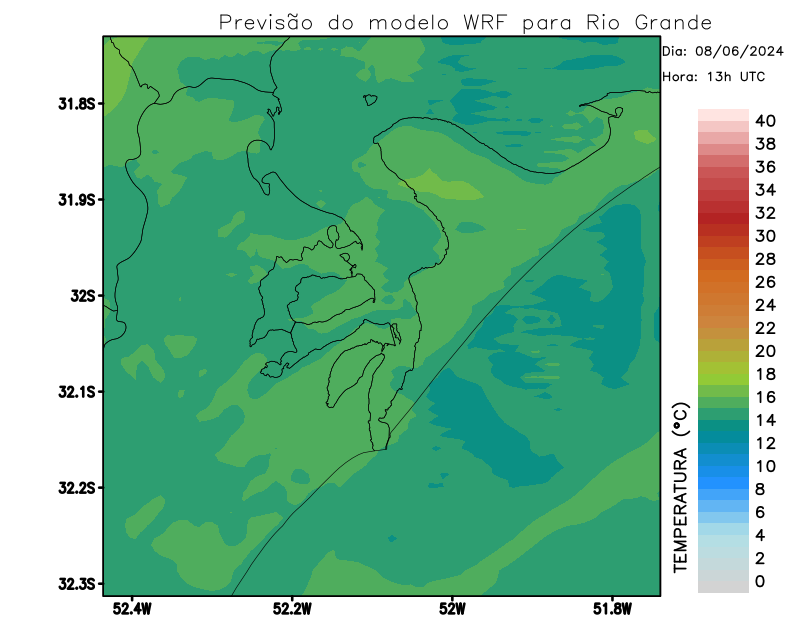 Previsão do modelo WRF para Rio Grande
Dia: 08/06/2024
Hora: 13h UTC
31.8S
31.9S
32S
32.1S
32.2S
32.3S
52.4W
52.2W
52W
51.8W
TEMPERATURA (°C)
40
38
36
34
32
30
28
26
24
22
20
18
16
14
12
10
8
6
4
2
0